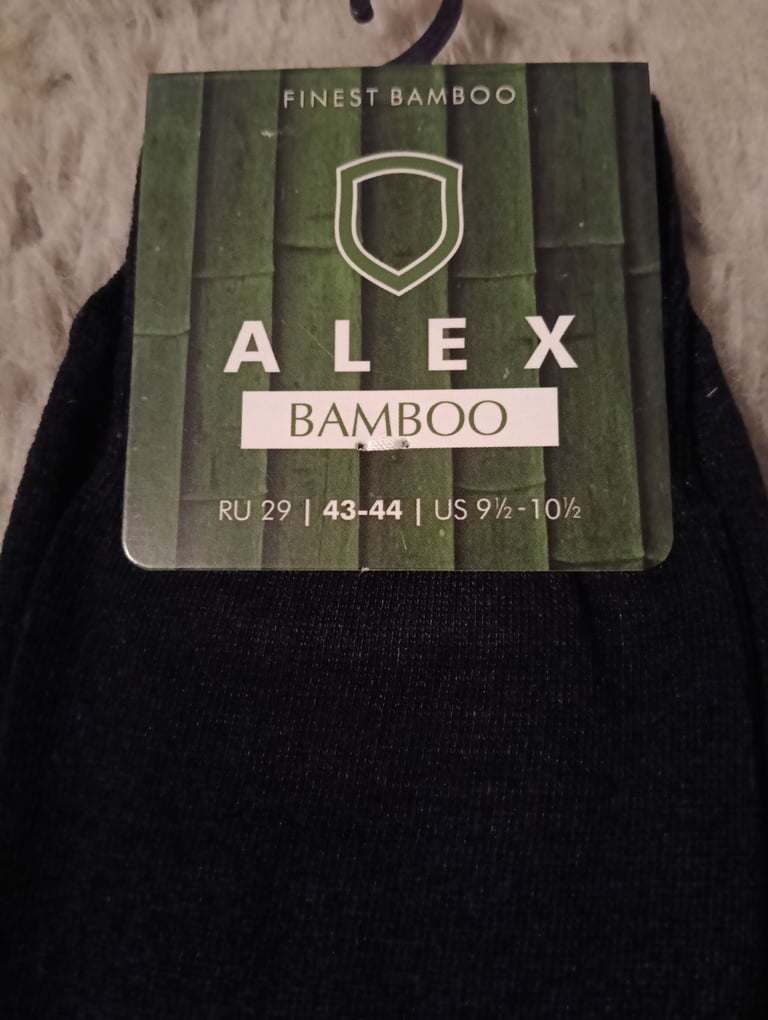 FINEST BAMBOO
ALEX
BAMBOO
RU 29 | 43-44 | US 9½-10½